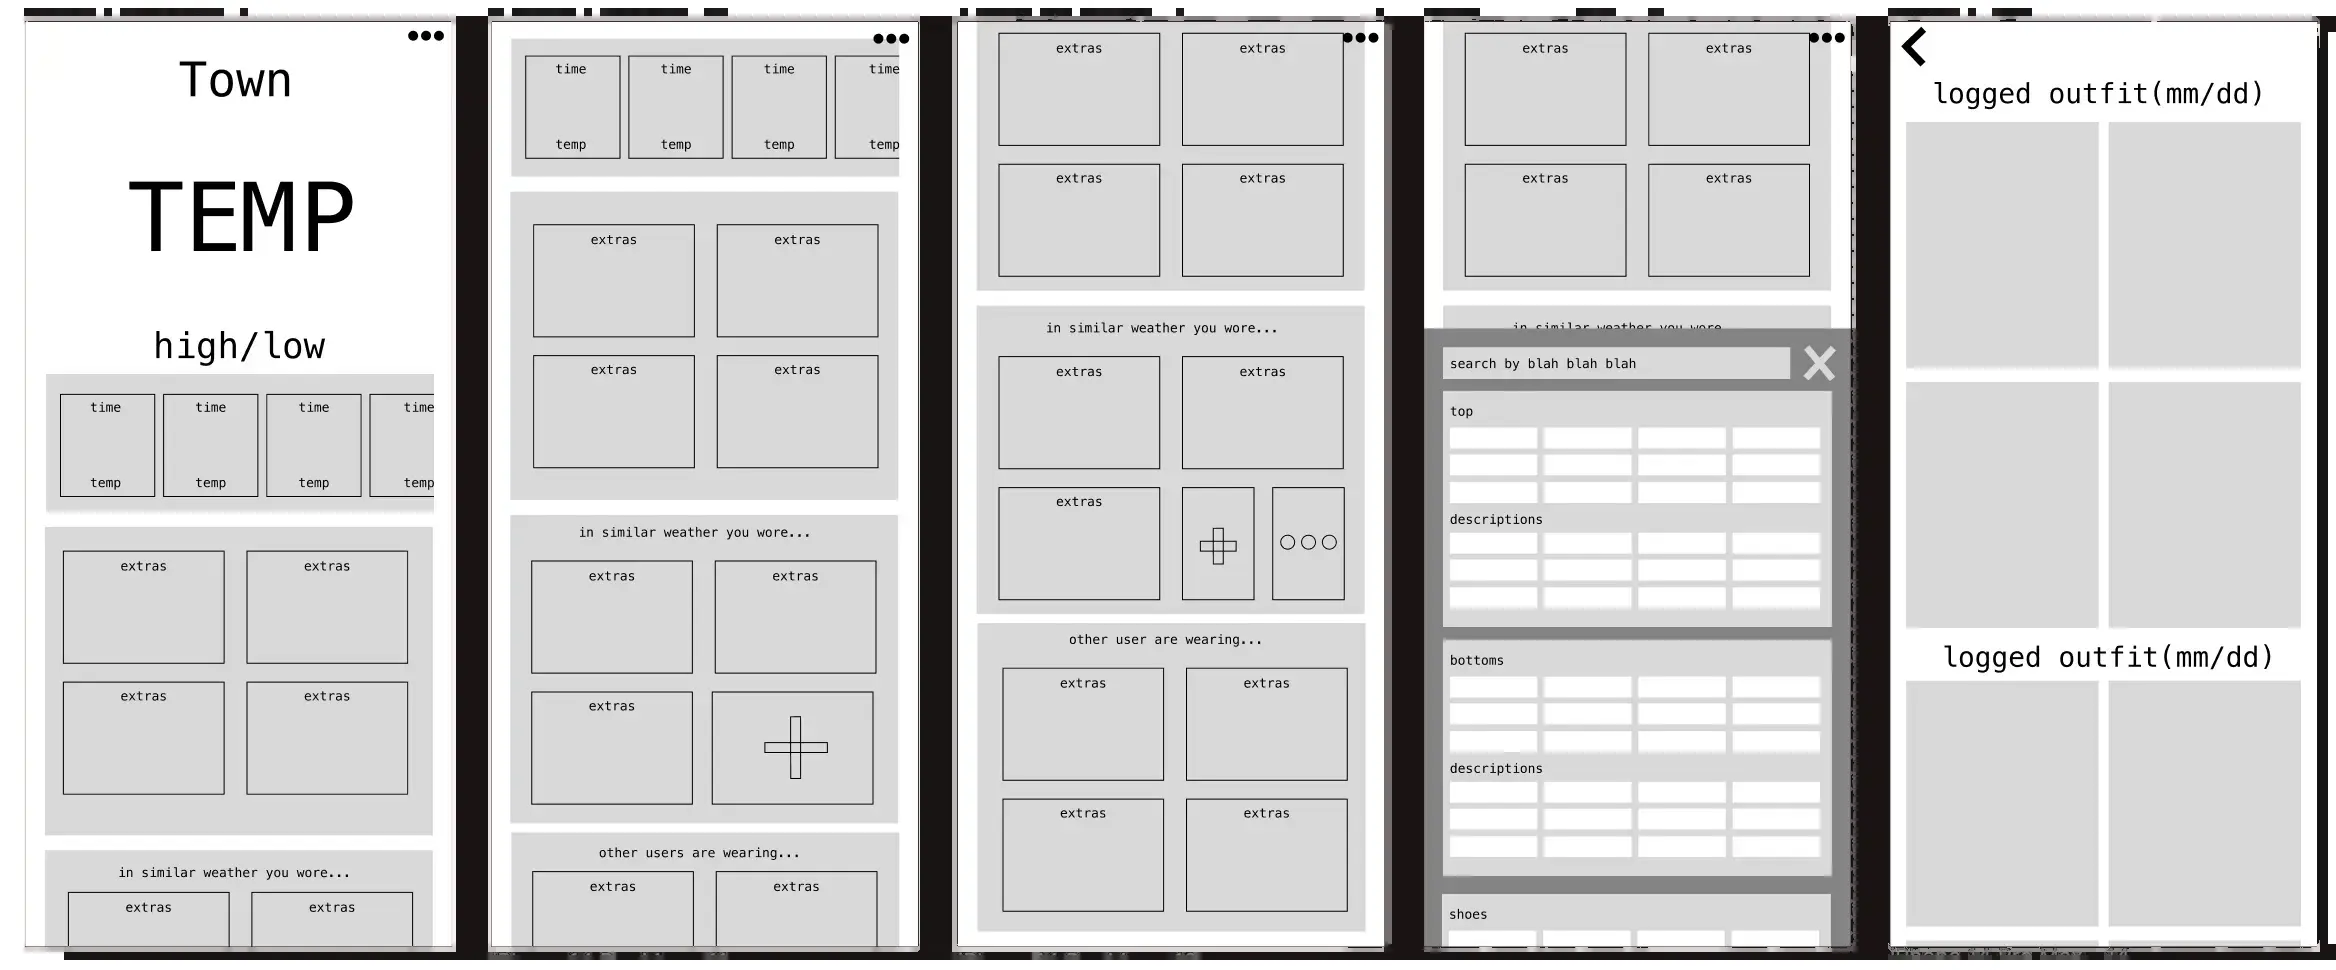 Town
TEMP
high/low
time time time time
temp temp temp temp
extras extras
extras extras
in similar weather you wore...
extras extras
time time time time
temp temp temp temp
extras extras
extras extras
in similar weather you wore...
extras extras
extras
other users are wearing...
extras extras
extras extras
extras extras
in similar weather you wore...
extras extras
extras
other user are wearing...
extras extras
extras extras
extras extras
extras extras
in similar weather you wore
search by blah blah blah
top
descriptions
bottoms
descriptions
shoes
logged outfit(mm/dd)
logged outfit(mm/dd)